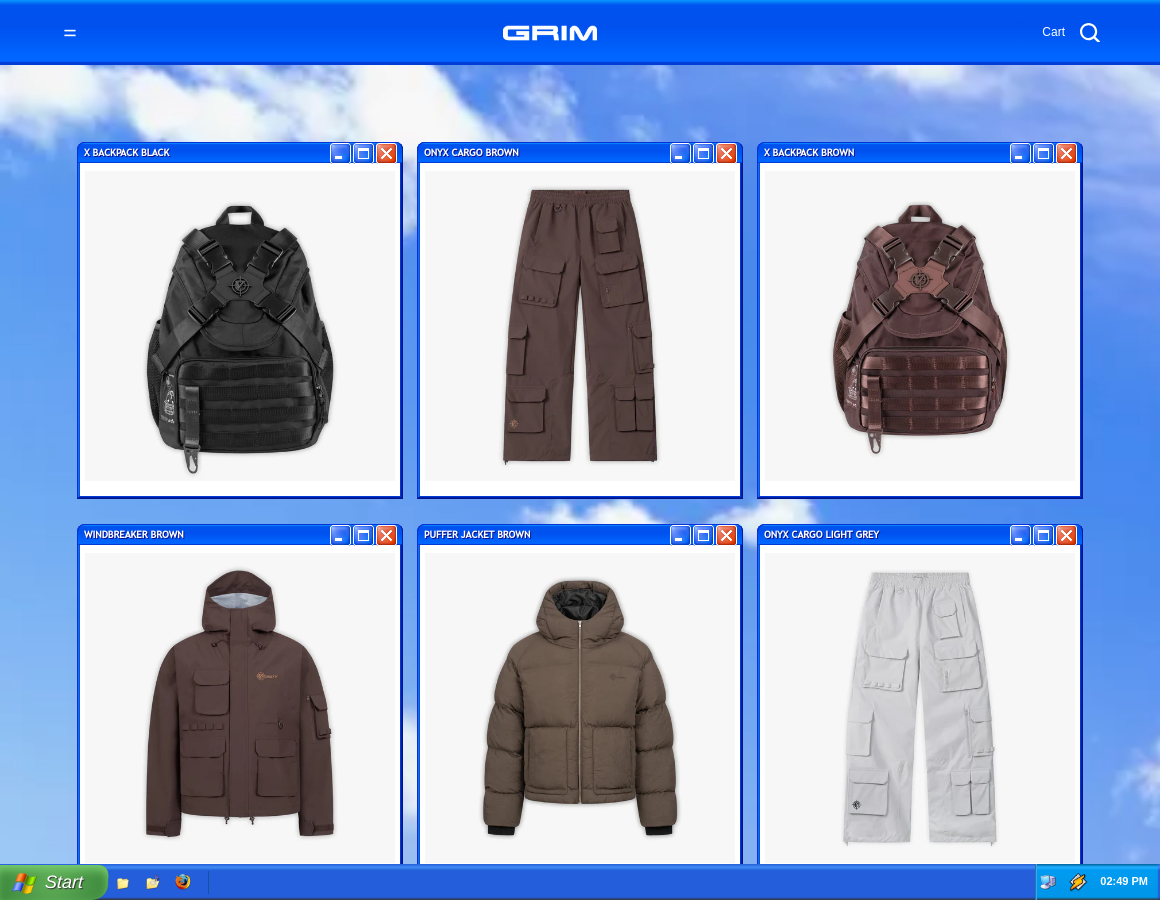 GRIM
Cart
X BACKPACK BLACK
ONYX CARGO BROWN
X BACKPACK BROWN
WINDBREAKER BROWN
PUFFER JACKET BROWN
ONYX CARGO LIGHT GREY
Start
02:49 PM